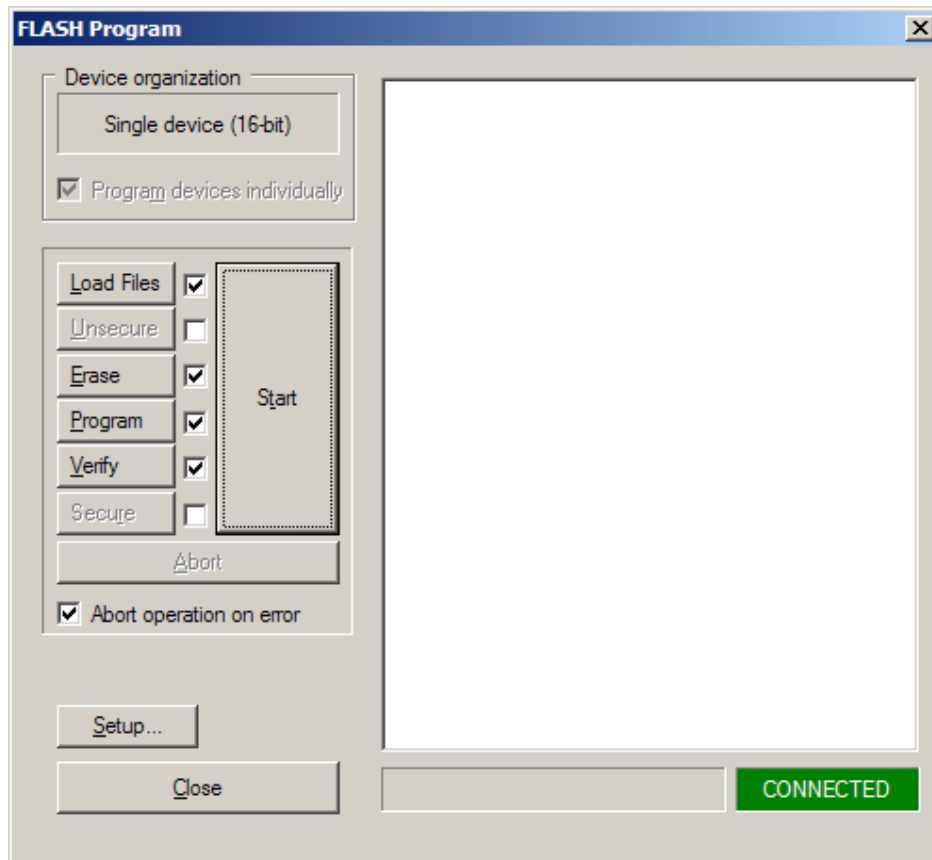 FLASH Program
Device organization
Single device (16-bit)
Program devices individually
Load Files
Unsecure
Erase
Program
Verify
Secure
Start
Abort
Abort operation on error
Setup...
Close
CONNECTED